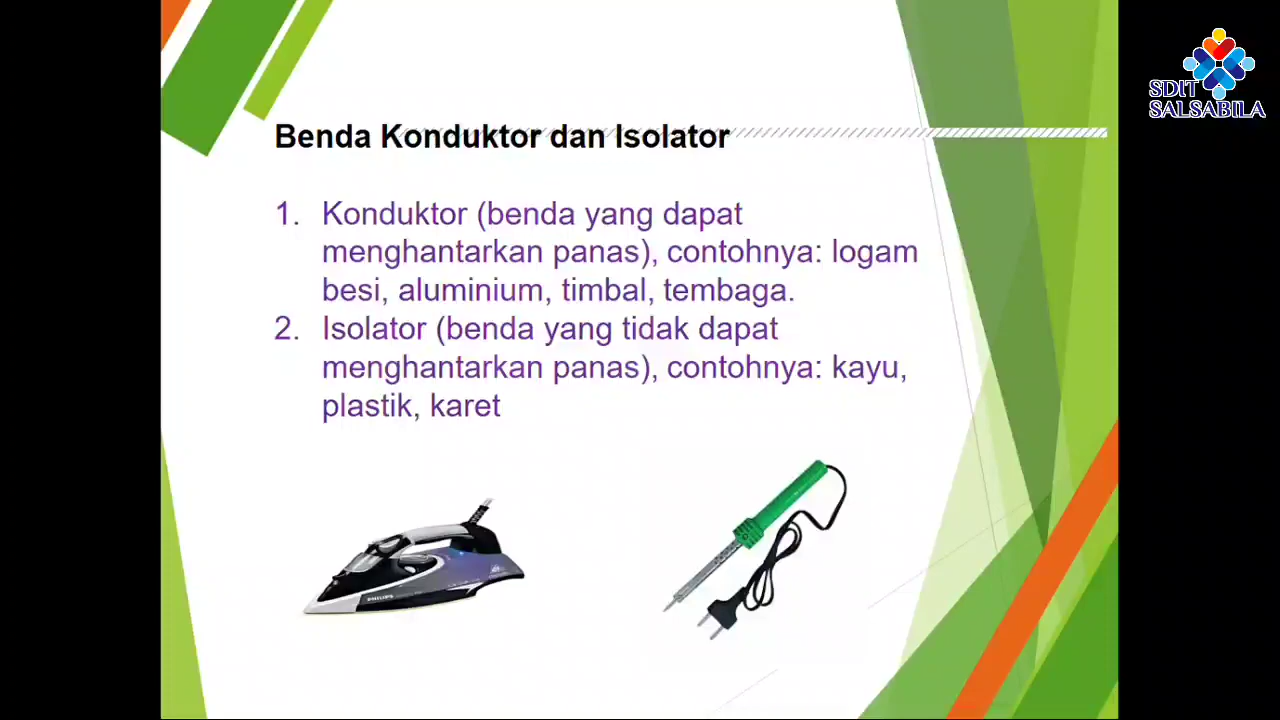 SDIT
SALSABILA
Benda Konduktor dan Isolator
1. Konduktor (benda yang dapat
menghantarkan panas), contohnya: logam
besi, aluminium, timbal, tembaga.
2. Isolator (benda yang tidak dapat
menghantarkan panas), contohnya: kayu,
plastik, karet
PHILIPS